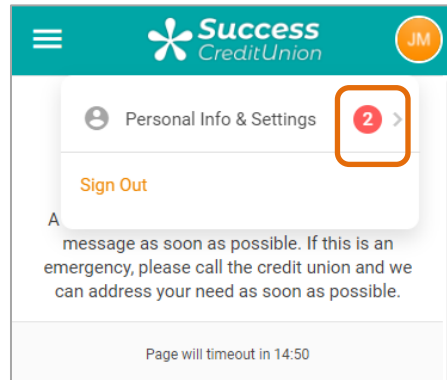 Success
CreditUnion
JM
Personal Info & Settings 2
Sign Out
A
message as soon as possible. If this is an
emergency, please call the credit union and we
can address your need as soon as possible.
Page will timeout in 14:50